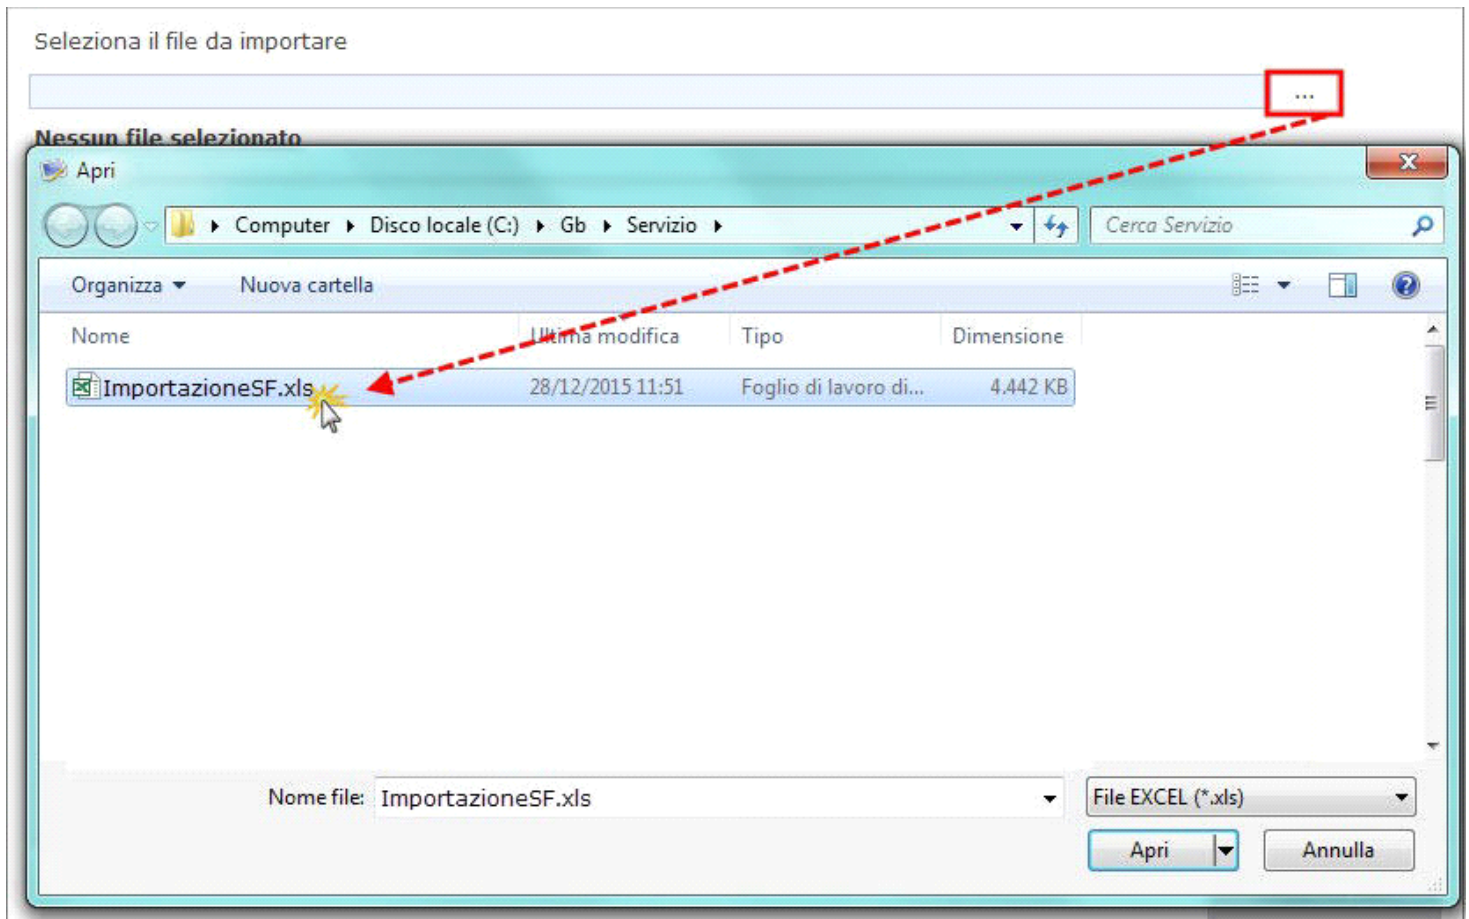 Seleziona il file da importare
...
Nessun file selezionato
Apri
Computer Disco locale (C:) Gb Servizio Cerca Servizio
Organizza Nuova cartella
Nome Ultima modifica Tipo Dimensione
ImportazioneSF.xls 28/12/2015 11:51 Foglio di lavoro di... 4.442 KB
Nome file: ImportazioneSF.xls File EXCEL (*.xls)
Apri Annulla